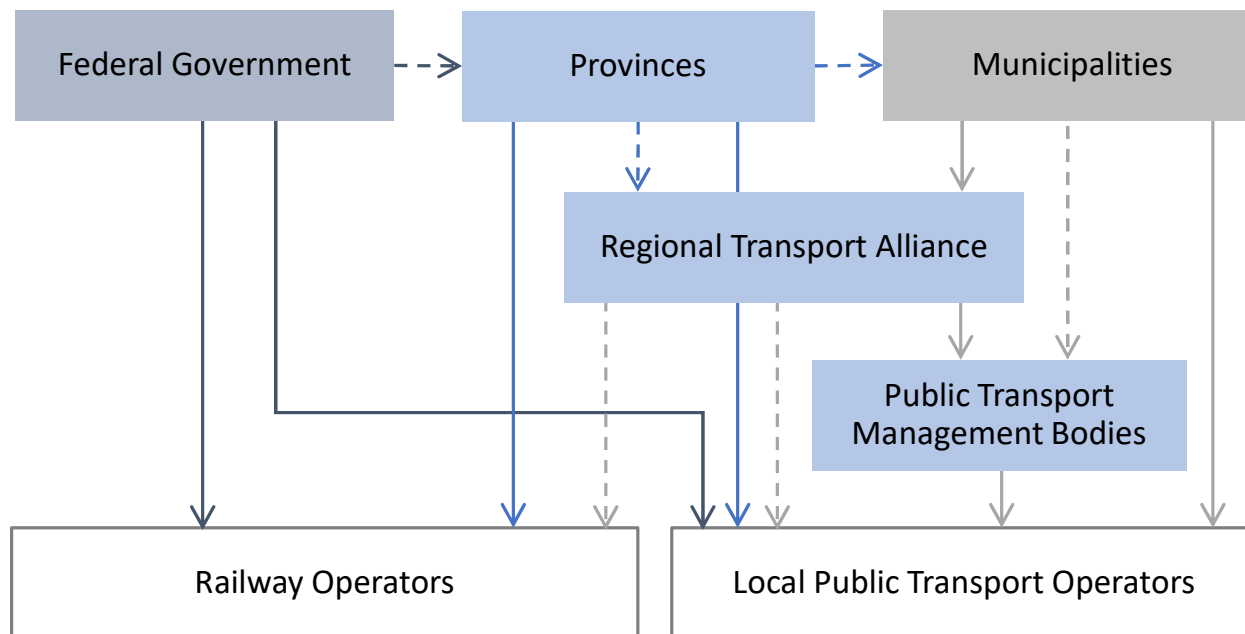 Federal Government
Provinces
Municipalities
Regional Transport Alliance
Public Transport
Management Bodies
Railway Operators
Local Public Transport Operators